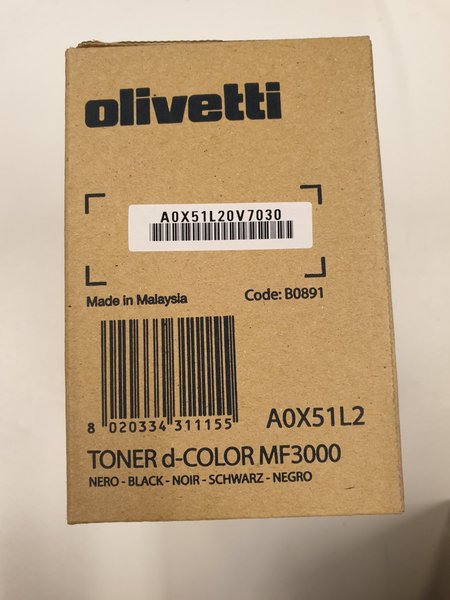 olivetti
A0X51L20V7030
Made in Malaysia Code: B0891
8 020334 311155
A0X51L2
TONER d-COLOR MF3000
NERO - BLACK - NOIR - SCHWARZ - NEGRO